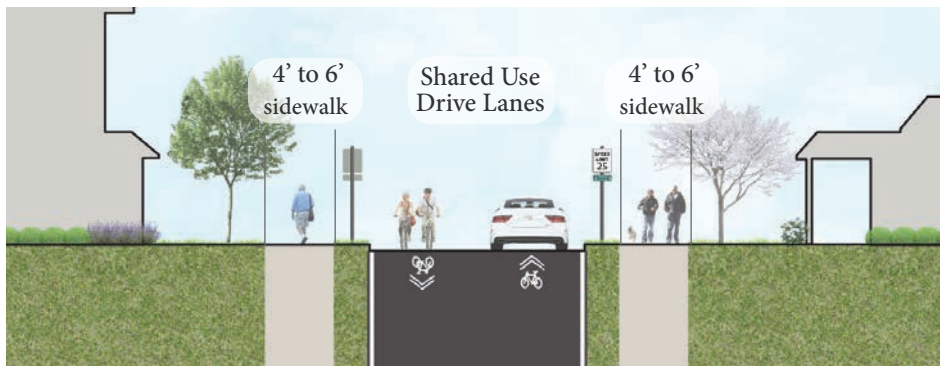 4’ to 6’
sidewalk
Shared Use
Drive Lanes
4’ to 6’
sidewalk
SPEED
LIMIT
25